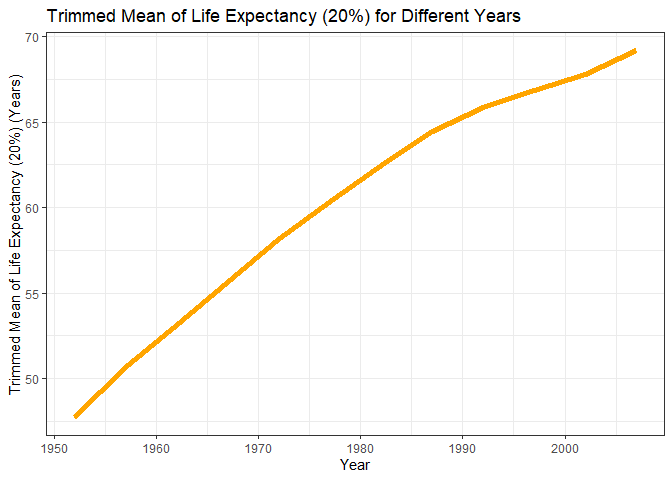 Trimmed Mean of Life Expectancy (20%) for Different Years
Trimmed Mean of Life Expectancy (20%) (Years)
70
65
60
55
50
1950 1960 1970 1980 1990 2000
Year